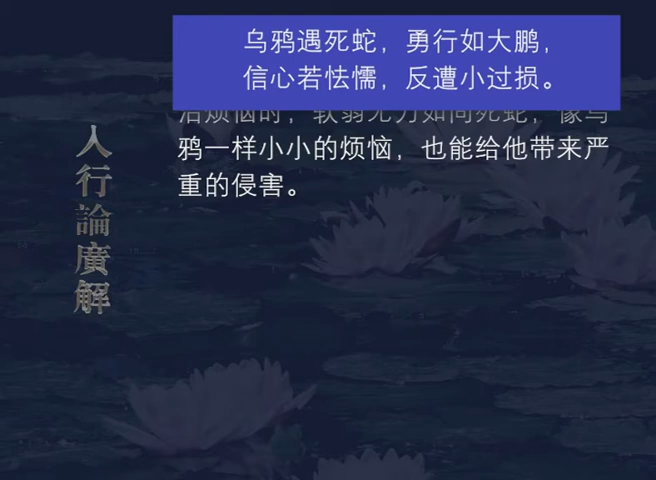 乌鸦遇死蛇，勇行如大鹏，
信心若怯懦，反遭小过损。
治烦恼时，软弱无力如同死蛇，像乌
鸦一样小小的烦恼，也能给他带来严
重的侵害。
入行論廣解